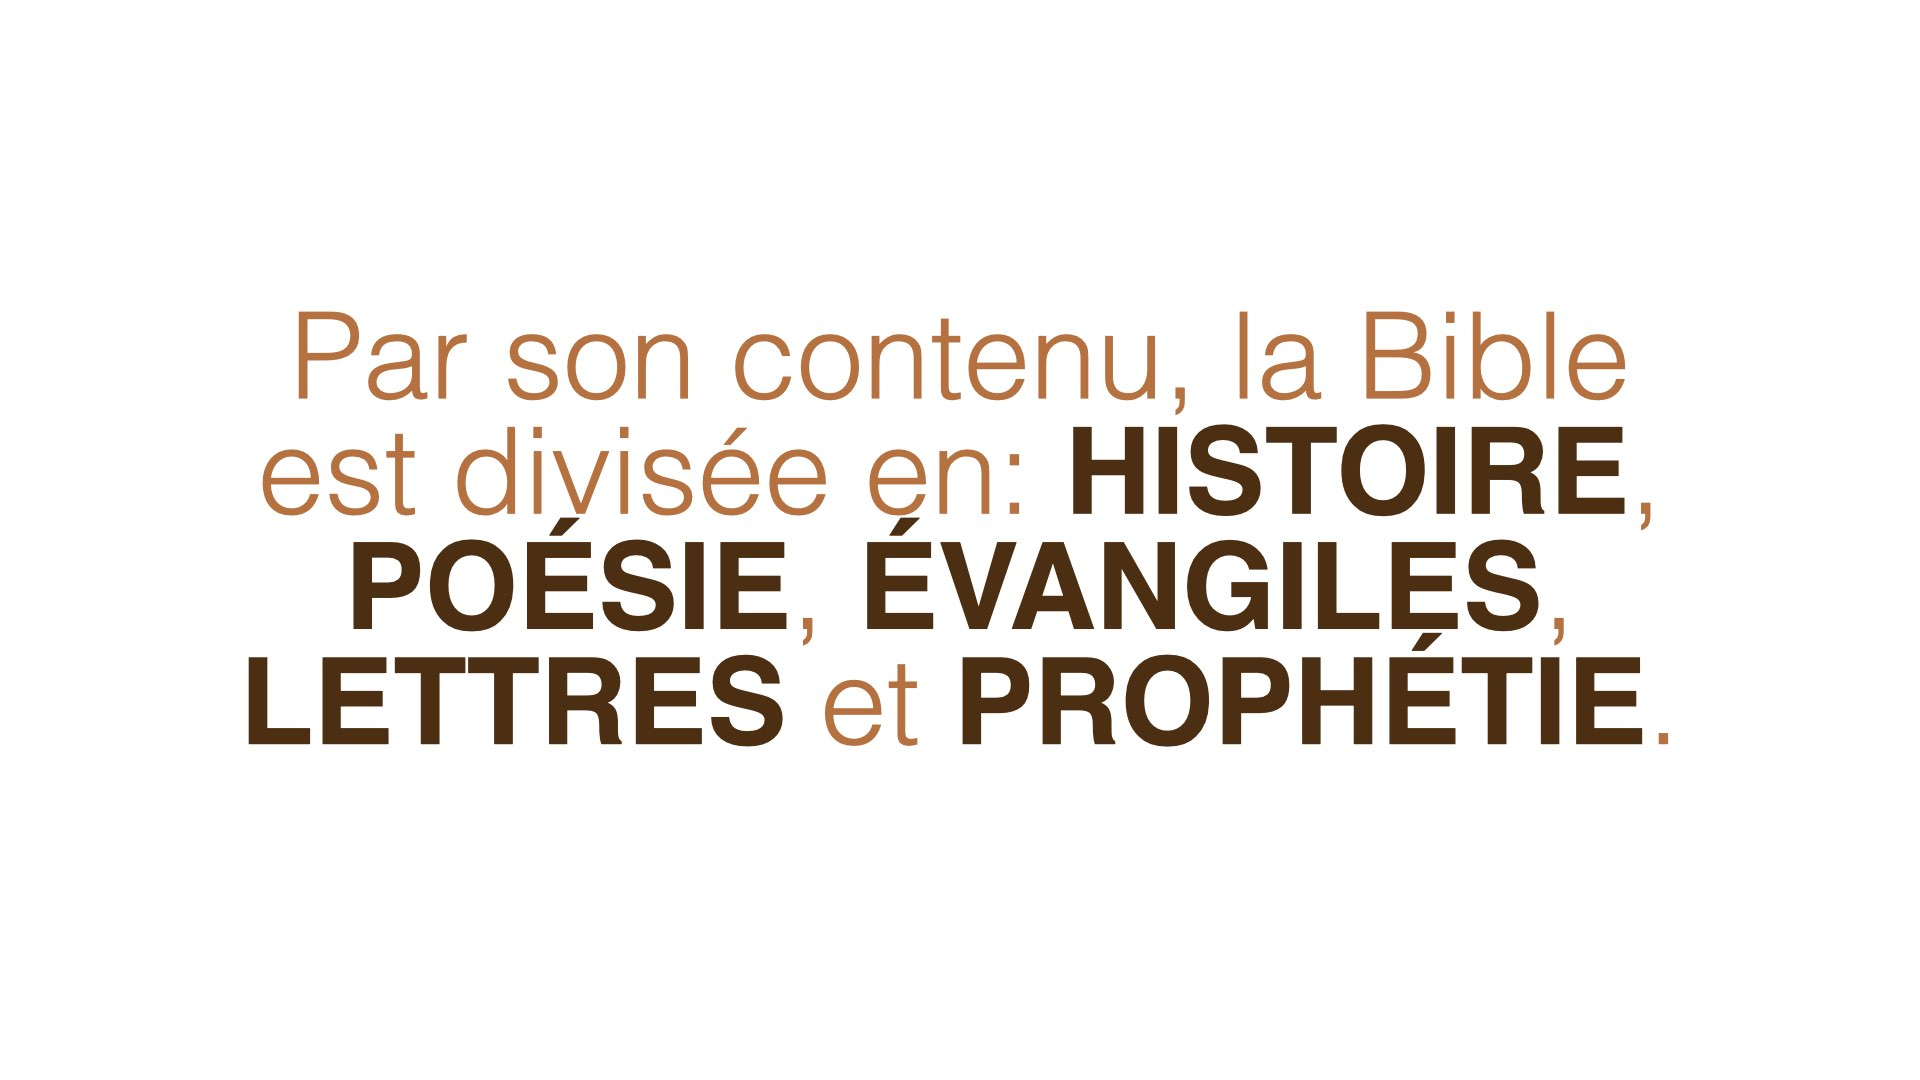 Par son contenu, la Bible
est divisée en: HISTOIRE,
POÉSIE, ÉVANGILES,
LETTRES et PROPHÉTIE.